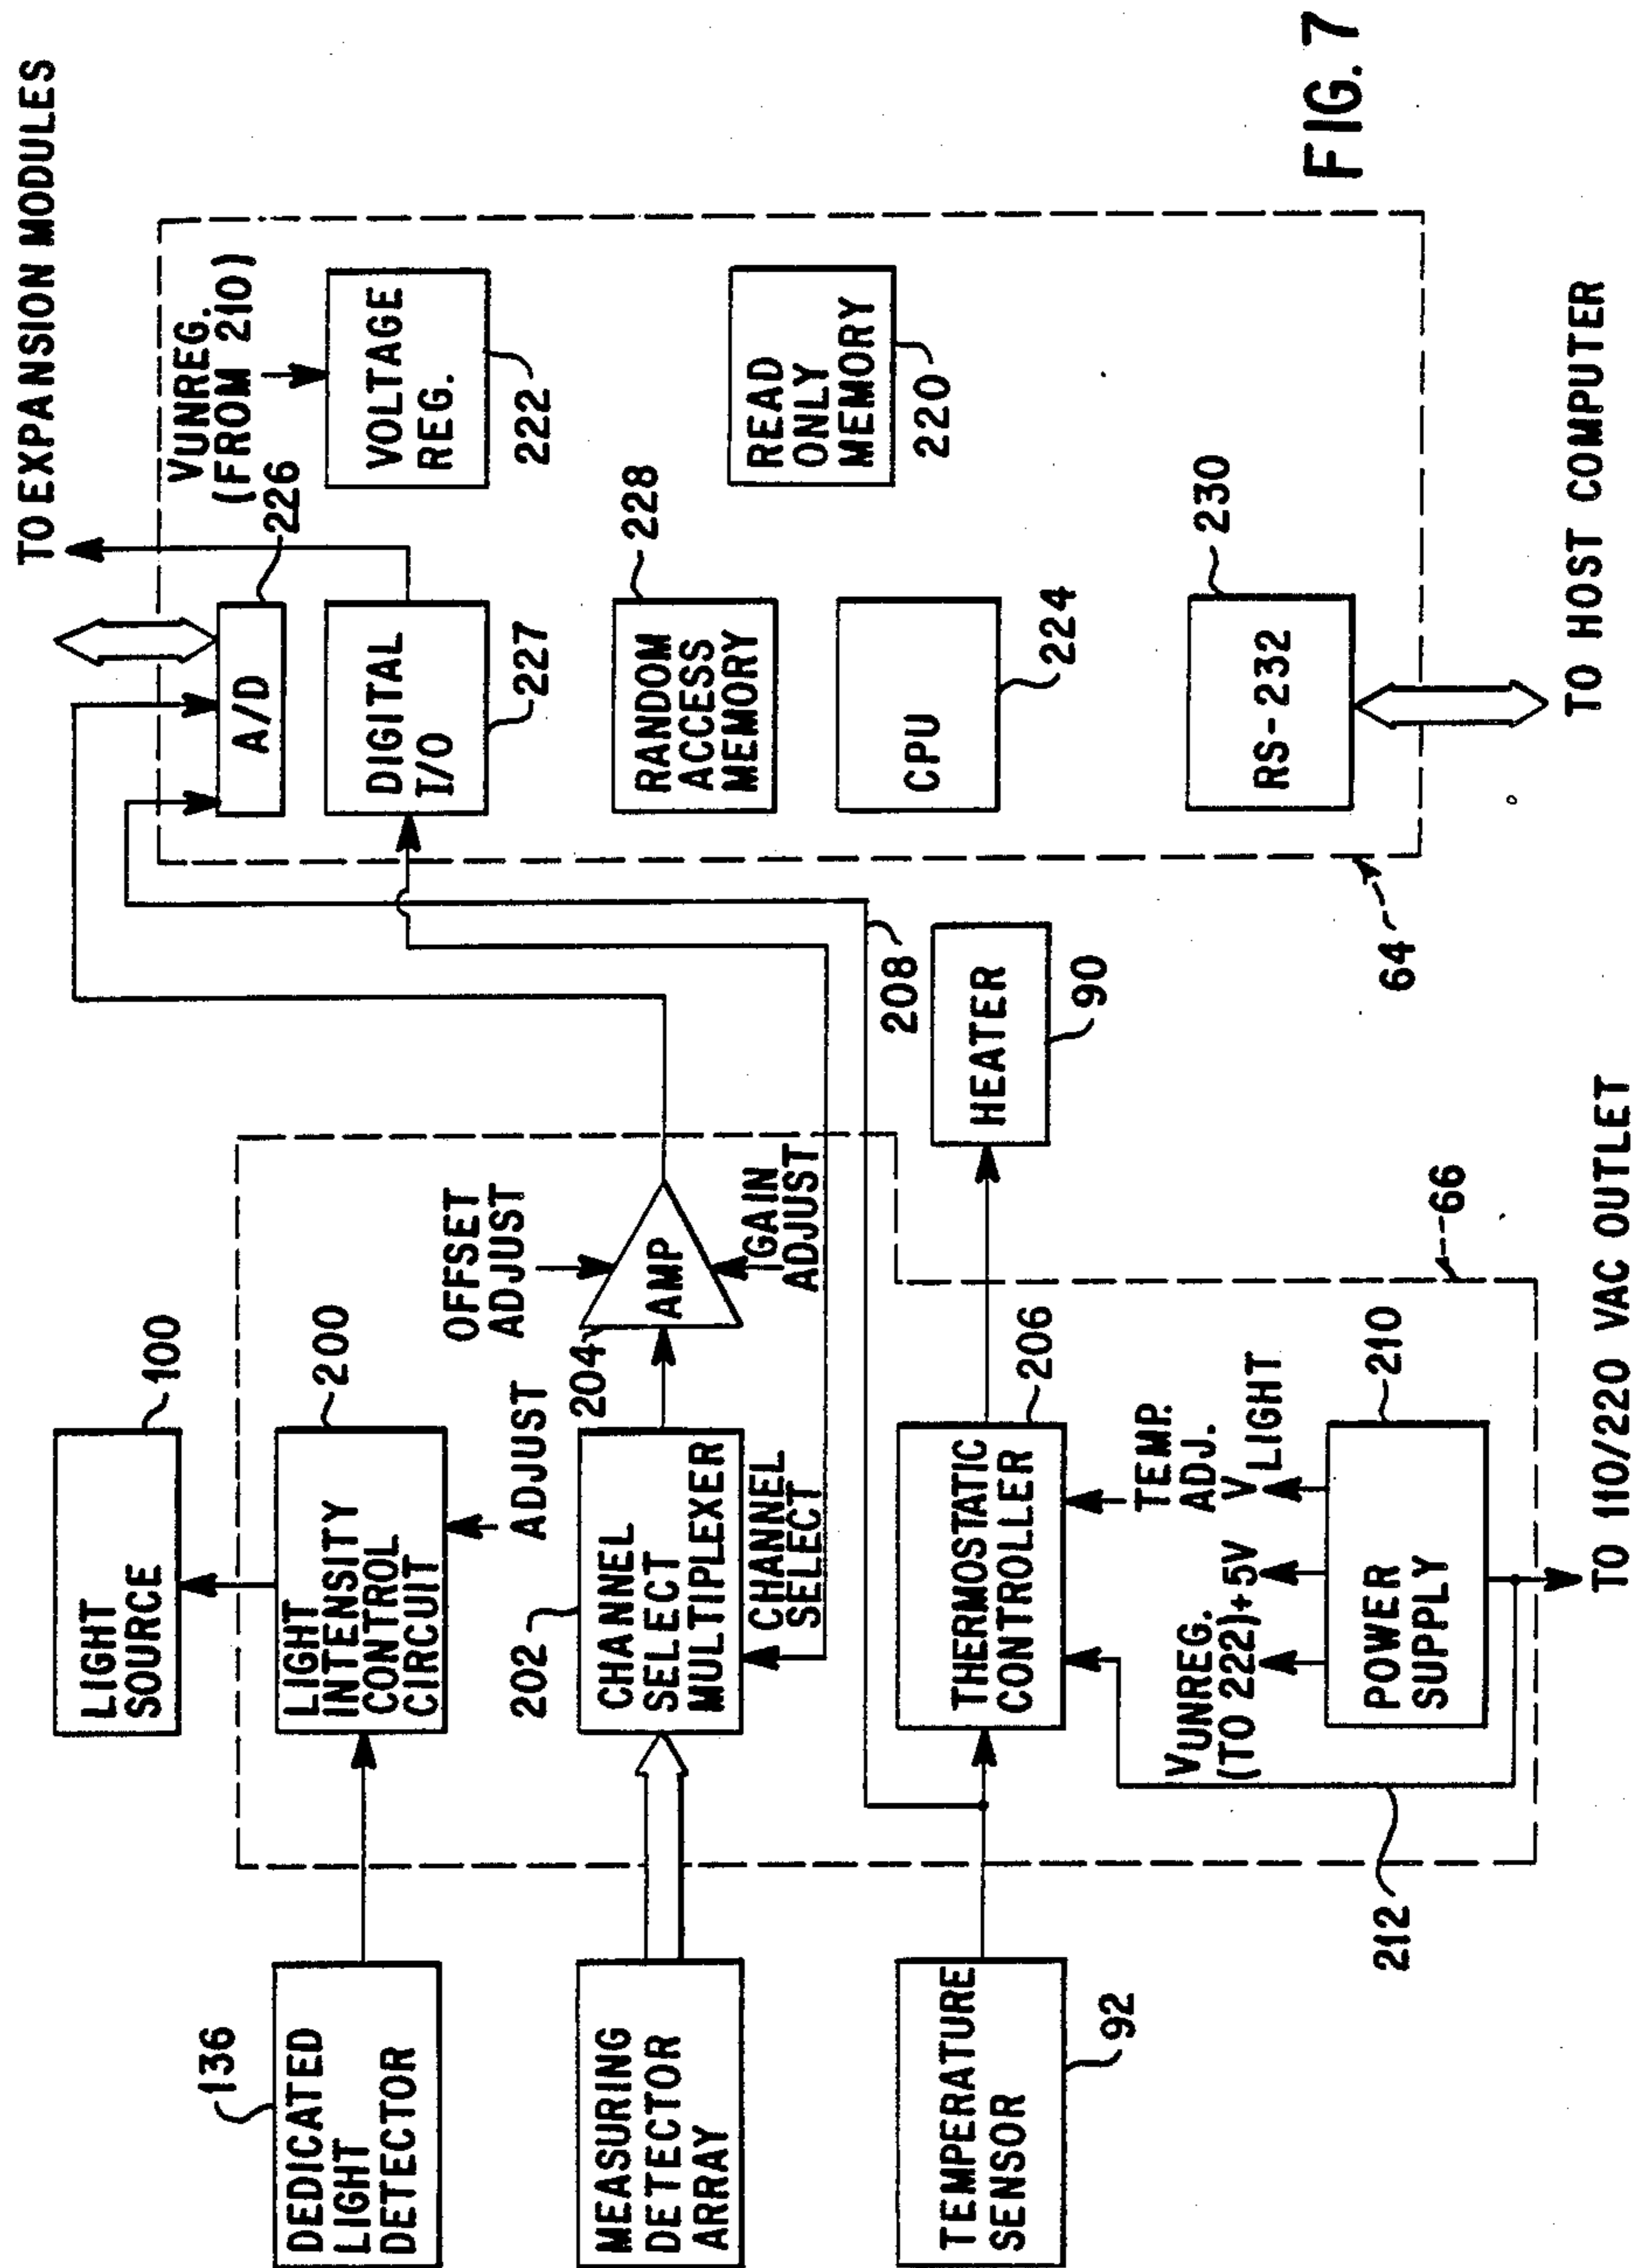 TO EXPANSION MODULES
LIGHT
SOURCE
100
VUNREG.
(FROM 210)
226
A/D
136
DEDICATED
LIGHT
DETECTOR
LIGHT
INTENSITY
CONTROL
CIRCUIT
200
ADJUST
OFFSET
ADJUST
DIGITAL
I/O
227
VOLTAGE
REG.
222
MEASURING
DETECTOR
ARRAY
202
CHANNEL
SELECT
MULTIPLEXER
CHANNEL
SELECT
204
AMP
GAIN
ADJUST
RANDOM
ACCESS
MEMORY
228
READ
ONLY
MEMORY
220
208
CPU
224
TEMPERATURE
SENSOR
92
THERMOSTATIC
CONTROLLER
206
HEATER
90
TEMP.
ADJ.
VUNREG.
(TO 222)+5V
V LIGHT
RS-232
230
POWER
SUPPLY
210
212
66
64
TO 110/220 VAC OUTLET
TO HOST COMPUTER
FIG. 7